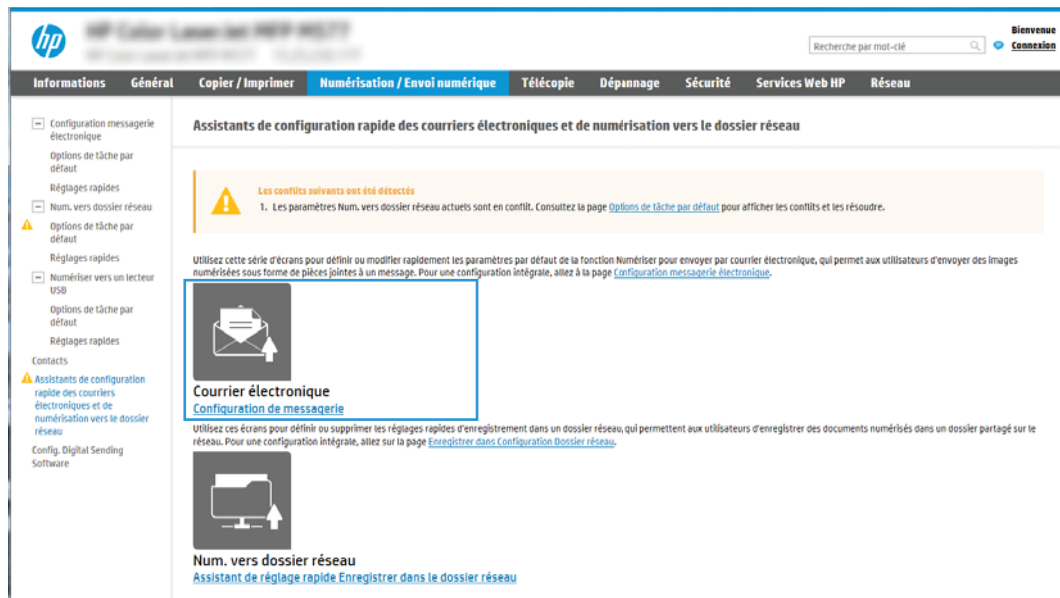 hp
Bienvenue
Recherche par mot-clé
Connexion
Informations Général Copier / Imprimer Numérisation / Envoi numérique Télécopie Dépannage Sécurité Services Web HP Réseau
Configuration messagerie
électronique
Options de tâche par
défaut
Réglages rapides
Num. vers dossier réseau
Options de tâche par
défaut
Réglages rapides
Numériser vers un lecteur
USB
Options de tâche par
défaut
Réglages rapides
Contacts
Assistants de configuration
rapide des courriers
électroniques et de
numérisation vers le dossier
réseau
Config. Digital Sending
Software
Assistants de configuration rapide des courriers électroniques et de numérisation vers le dossier réseau
Les conflits suivants ont été détectés
1. Les paramètres Num. vers dossier réseau actuels sont en conflit. Consultez la page Options de tâche par défaut pour afficher les conflits et les résoudre.
Utilisez cette série d'écrans pour définir ou modifier rapidement les paramètres par défaut de la fonction Numériser pour envoyer par courrier électronique, qui permet aux utilisateurs d'envoyer des images
numérisées sous forme de pièces jointes à un message. Pour une configuration intégrale, allez à la page Configuration messagerie électronique.
Courrier électronique
Configuration de messagerie
Utilisez ces écrans pour définir ou supprimer les réglages rapides d'enregistrement dans un dossier réseau, qui permettent aux utilisateurs d'enregistrer des documents numérisés dans un dossier partagé sur le
réseau. Pour une configuration intégrale, allez sur la page Enregistrer dans Configuration Dossier réseau.
Num. vers dossier réseau
Assistant de réglage rapide Enregistrer dans le dossier réseau